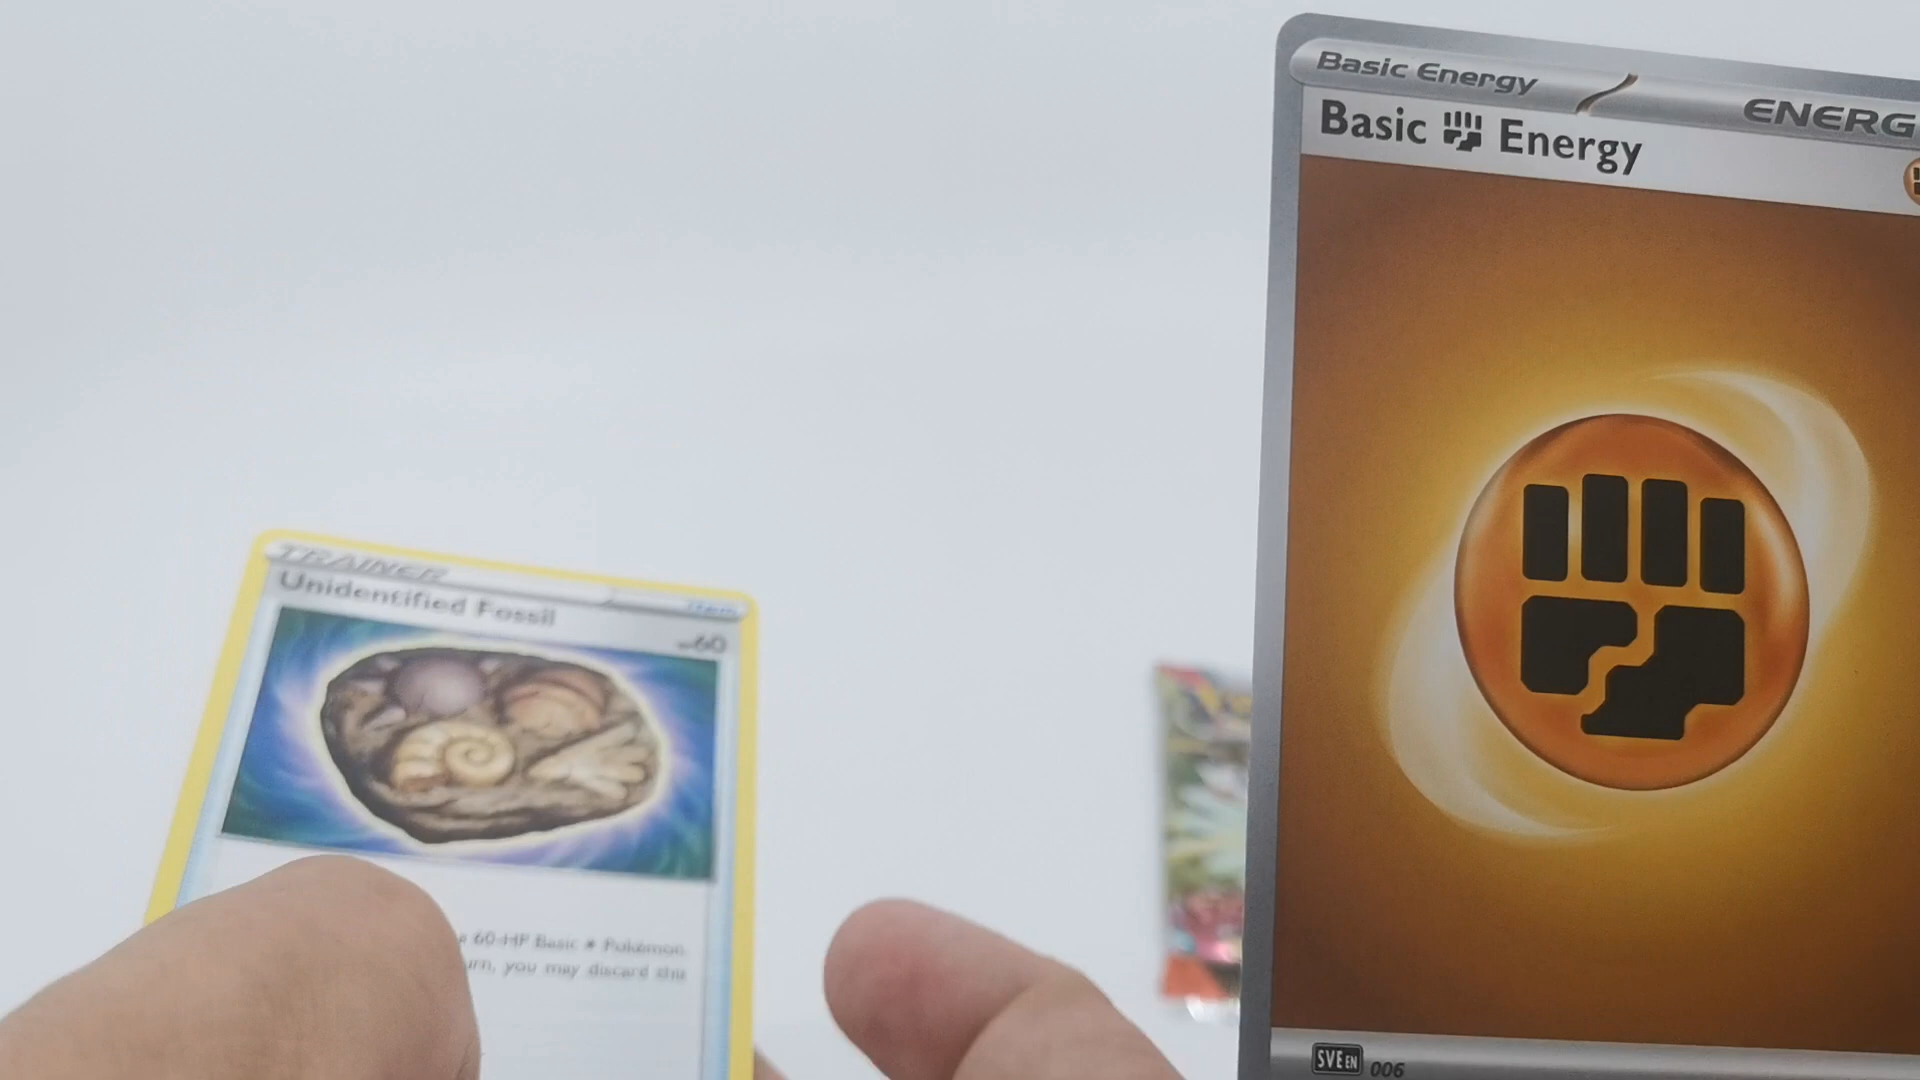 Basic Energy
ENERG
Basic Energy
SVE EN 006
TRAINER
Item
Unidentified Fossil
60
60-HP Basic Pokémon.
urn, you may discard this